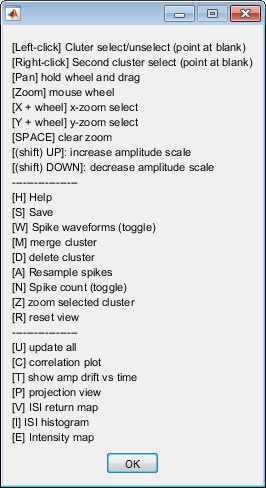 [Left-click] Cluter select/unselect (point at blank)
[Right-click] Second cluster select (point at blank)
[Pan] hold wheel and drag
[Zoom] mouse wheel
[X + wheel] x-zoom select
[Y + wheel] y-zoom select
[SPACE] clear zoom
[(shift) UP]: increase amplitude scale
[(shift) DOWN]: decrease amplitude scale
------------------
[H] Help
[S] Save
[W] Spike waveforms (toggle)
[M] merge cluster
[D] delete cluster
[A] Resample spikes
[N] Spike count (toggle)
[Z] zoom selected cluster
[R] reset view
------------------
[U] update all
[C] correlation plot
[T] show amp drift vs time
[P] projection view
[V] ISI return map
[I] ISI histogram
[E] Intensity map
OK